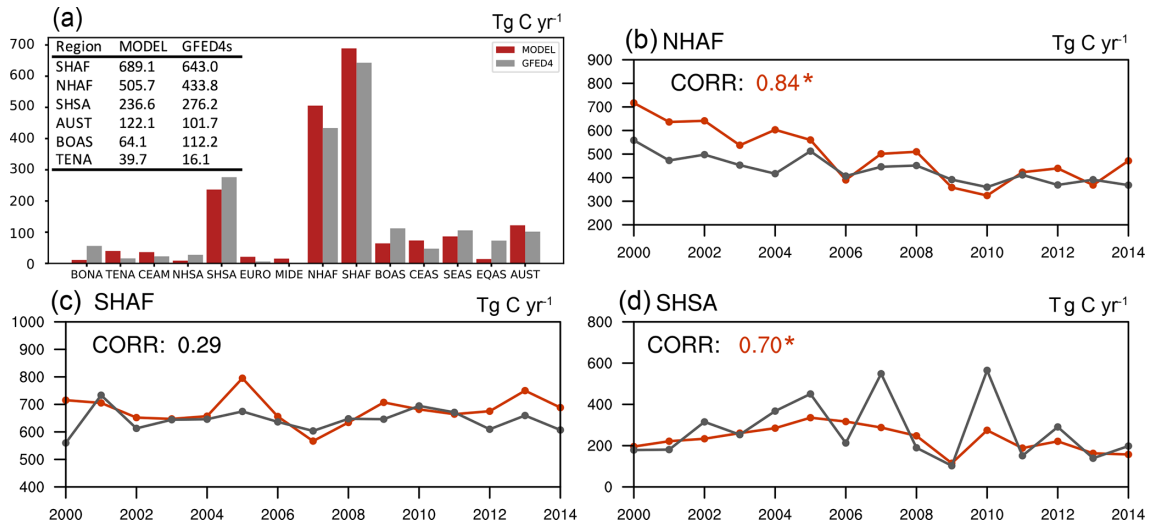 (a)
Tg C yr⁻¹
Region MODEL GFED4s
SHAF 689.1 643.0
NHAF 505.7 433.8
SHSA 236.6 276.2
AUST 122.1 101.7
BOAS 64.1 112.2
TENA 39.7 16.1
MODEL
GFED4
700
600
500
400
300
200
100
0
BONA TENA CEAM NHSA SHSA EURO MIDE NHAF SHAF BOAS CEAS SEAS EQAS AUST
(b) NHAF
Tg C yr⁻¹
CORR: 0.84*
900
800
700
600
500
400
300
200
2000 2002 2004 2006 2008 2010 2012 2014
(c) SHAF
Tg C yr⁻¹
CORR: 0.29
1000
900
800
700
600
500
400
2000 2002 2004 2006 2008 2010 2012 2014
(d) SHSA
Tg C yr⁻¹
CORR: 0.70*
800
600
400
200
0
2000 2002 2004 2006 2008 2010 2012 2014